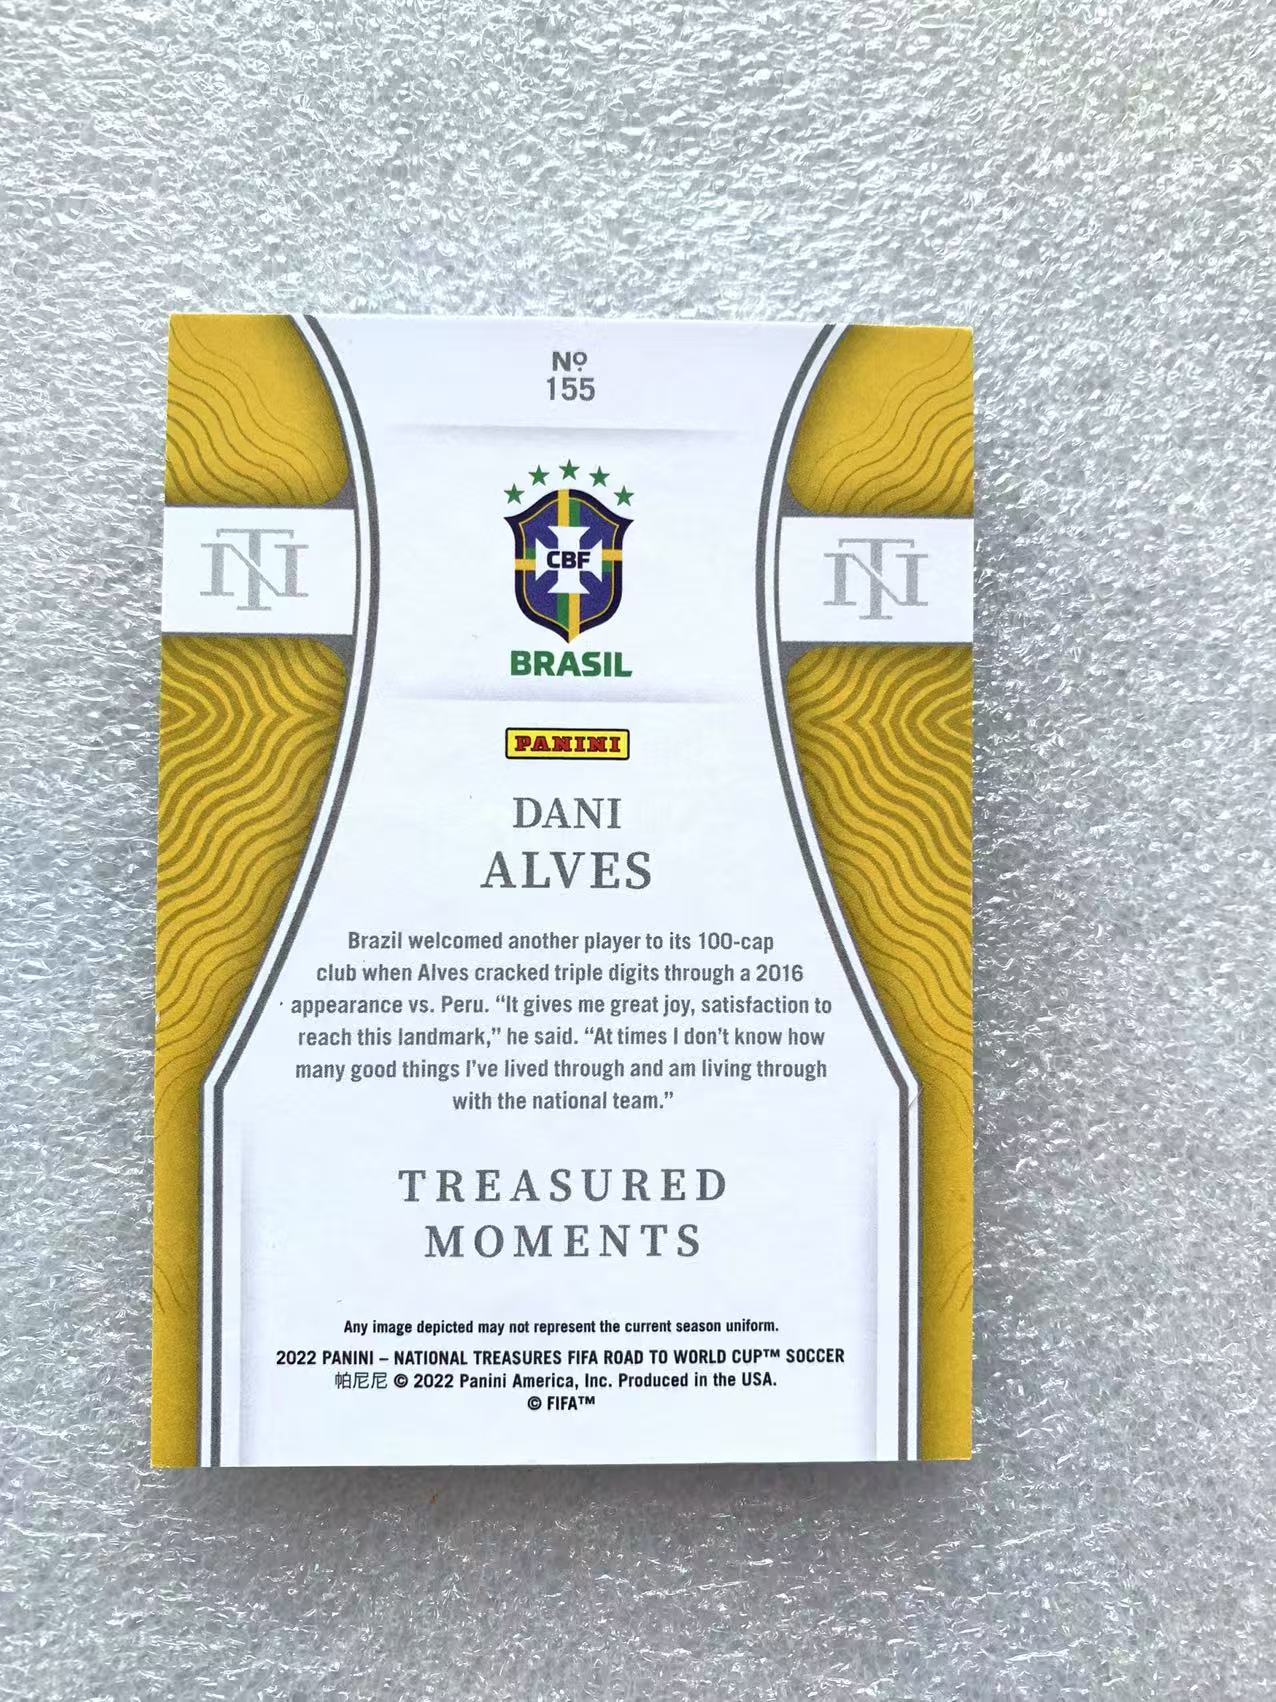 Nº
155
NT
NT
CBF
BRASIL
PANINI
DANI
ALVES
Brazil welcomed another player to its 100-cap
club when Alves cracked triple digits through a 2016
appearance vs. Peru. “It gives me great joy, satisfaction to
reach this landmark,” he said. “At times I don’t know how
many good things I’ve lived through and am living through
with the national team.”
TREASURED
MOMENTS
Any image depicted may not represent the current season uniform.
2022 PANINI – NATIONAL TREASURES FIFA ROAD TO WORLD CUP™ SOCCER
帕尼尼 © 2022 Panini America, Inc. Produced in the USA.
© FIFA™